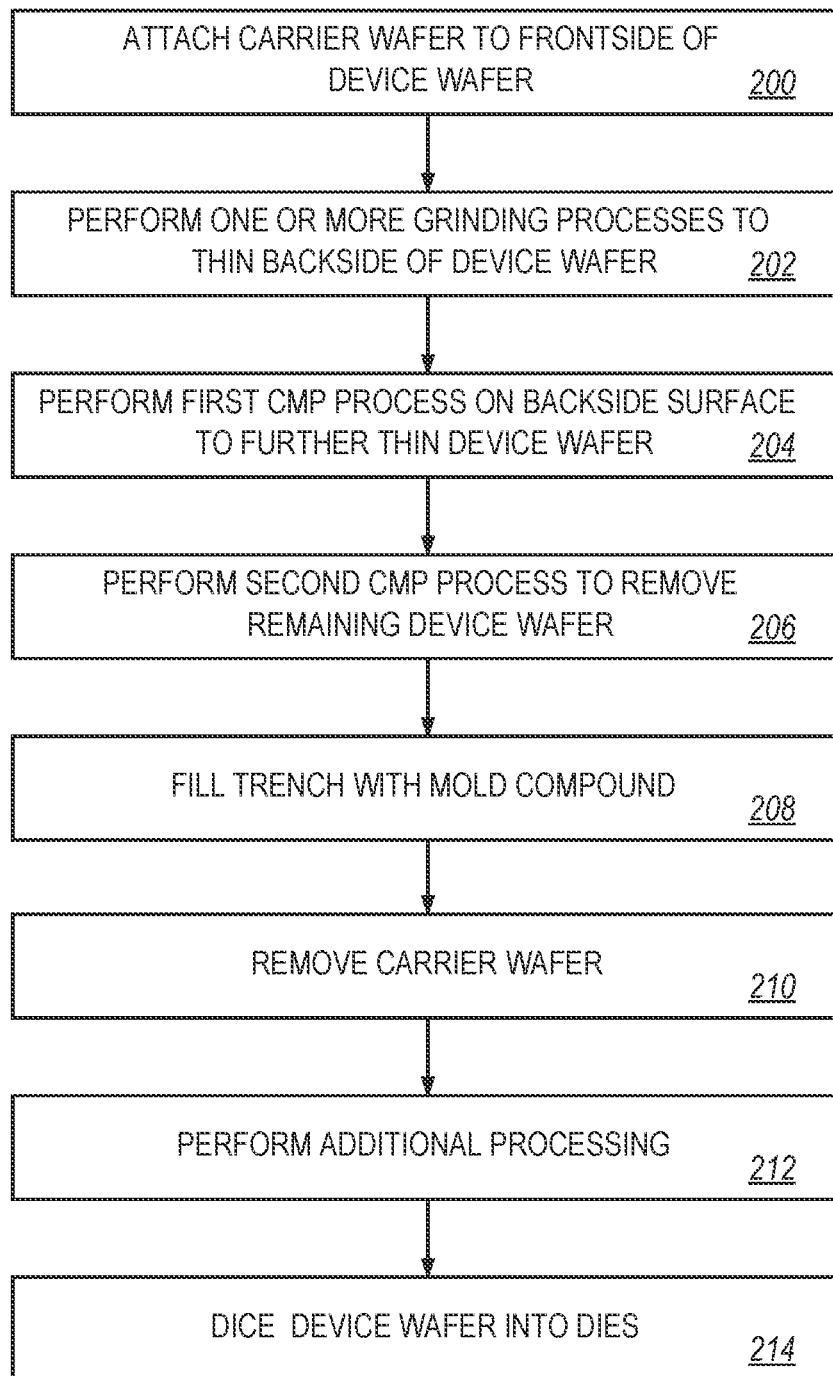 ATTACH CARRIER WAFER TO FRONTSIDE OF
DEVICE WAFER 200
PERFORM ONE OR MORE GRINDING PROCESSES TO
THIN BACKSIDE OF DEVICE WAFER 202
PERFORM FIRST CMP PROCESS ON BACKSIDE SURFACE
TO FURTHER THIN DEVICE WAFER 204
PERFORM SECOND CMP PROCESS TO REMOVE
REMAINING DEVICE WAFER 206
FILL TRENCH WITH MOLD COMPOUND
208
REMOVE CARRIER WAFER
210
PERFORM ADDITIONAL PROCESSING
212
DICE DEVICE WAFER INTO DIES
214